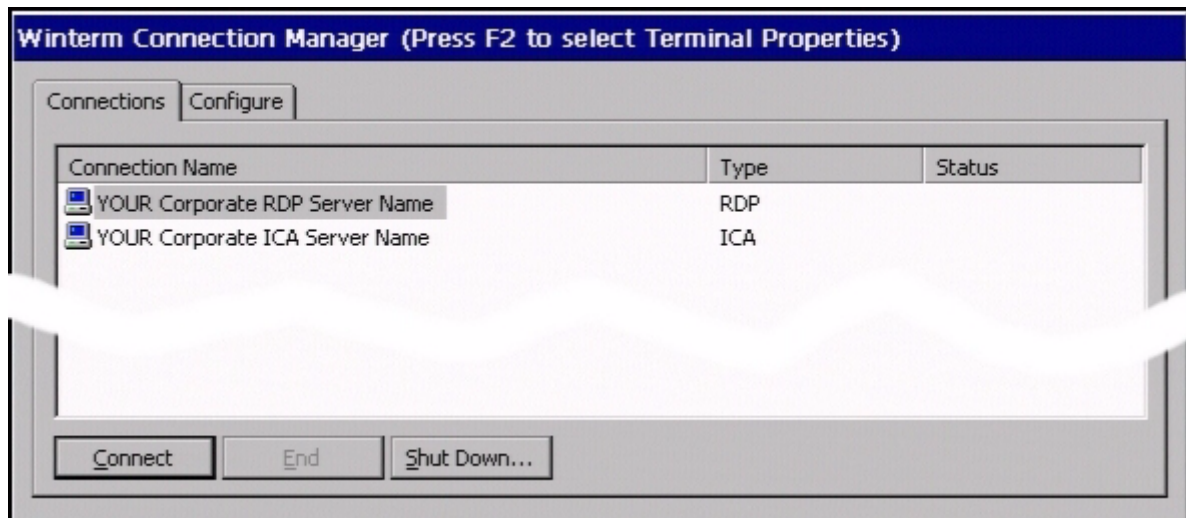 Winterm Connection Manager (Press F2 to select Terminal Properties)
Connections Configure
Connection Name Type Status
YOUR Corporate RDP Server Name RDP
YOUR Corporate ICA Server Name ICA
Connect End Shut Down...